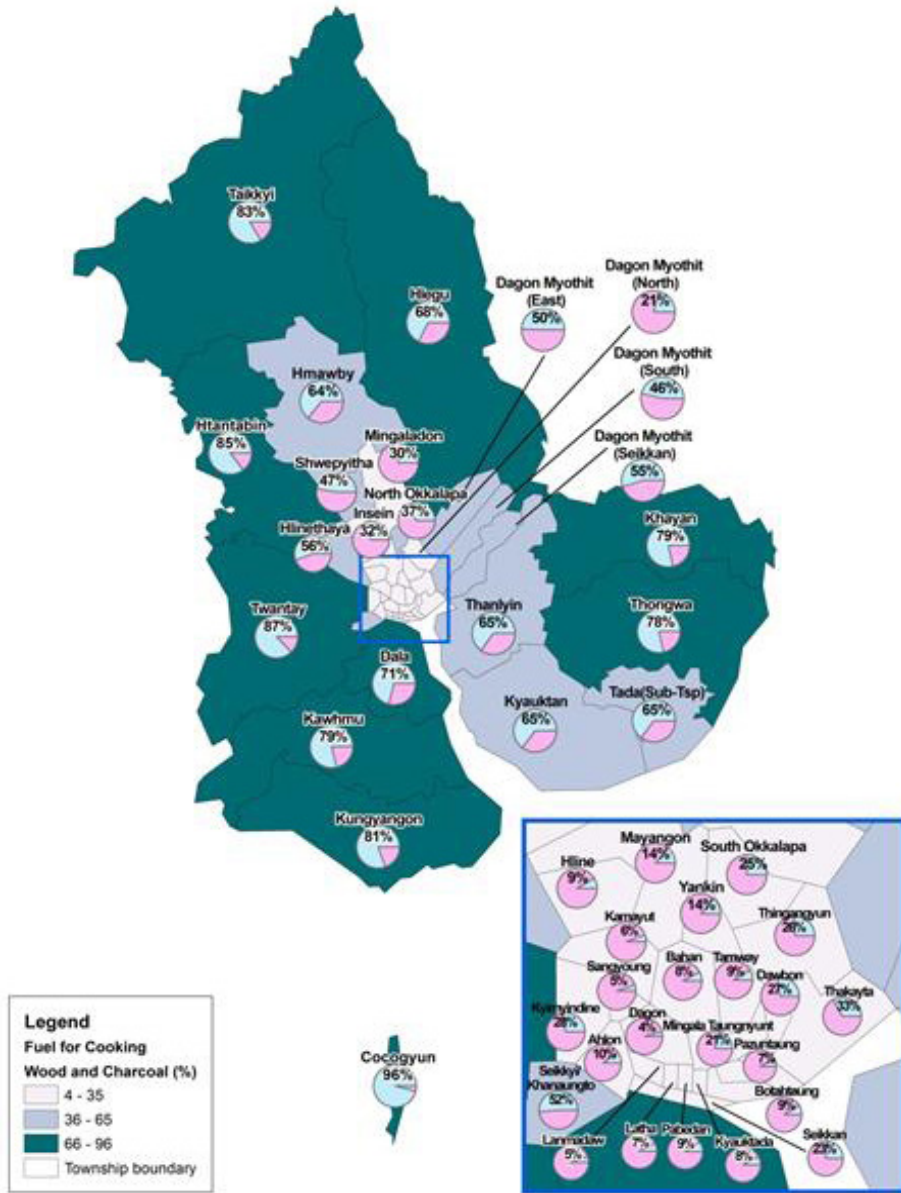 Taikkyi
83%
Hlegu
68%
Dagon Myothit
(East)
50%
Dagon Myothit
(North)
21%
Dagon Myothit
(South)
46%
Dagon Myothit
(Seikkan)
55%
Hmawby
64%
Htantabin
85%
Mingaladon
30%
Shwepyitha
47%
North Okkalapa
37%
Insein
32%
Hlinethaya
56%
Khayan
79%
Twantay
87%
Thanlyin
65%
Thongwa
78%
Dala
71%
Kyauktan
65%
Tada(Sub-Tsp)
65%
Kawhmu
79%
Kungyangon
81%
Cocogyun
96%
Legend
Fuel for Cooking
Wood and Charcoal (%)
4 - 35
36 - 65
66 - 96
Township boundary
Mayangon
14%
South Okkalapa
25%
Hline
9%
Yankin
14%
Kamayut
6%
Thingangyun
26%
Bahan
8%
Tamway
9%
Sangyoung
5%
Dawbon
27%
Thakayta
33%
Kyimyindine
28%
Dagon
4%
Mingala Taungnyunt
21%
Ahlon
10%
Pazuntaung
7%
Seikkyi/
Khanaungto
52%
Botahtaung
9%
Lanmadaw
5%
Latha
7%
Pabedan
9%
Kyauktada
8%
Seikkan
23%